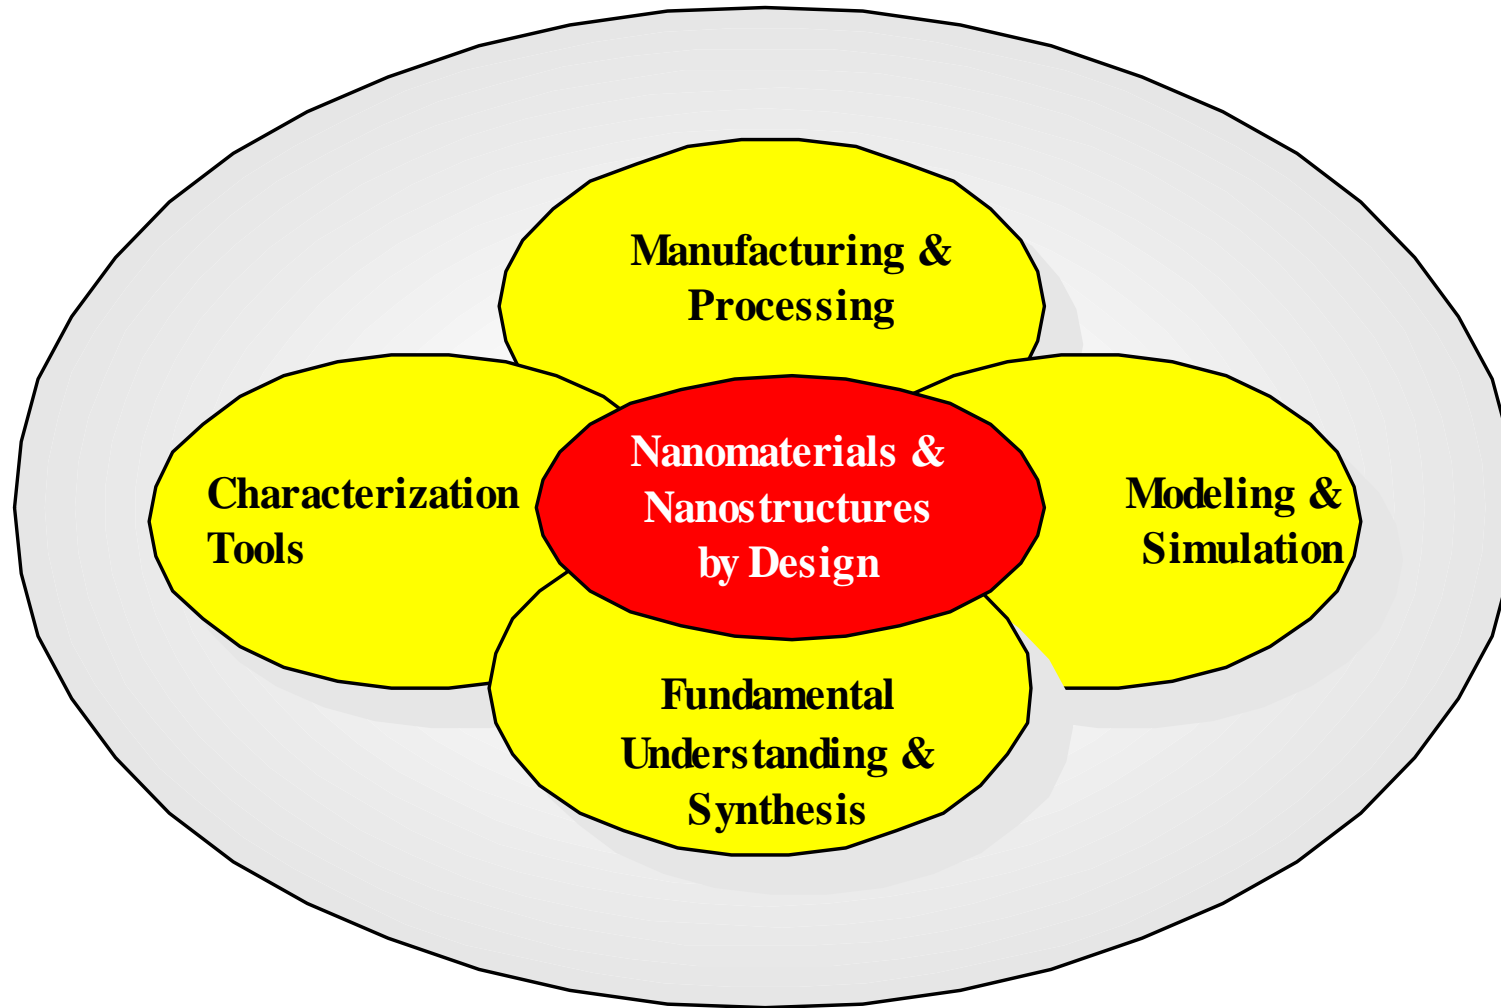 Manufacturing &
Processing
Characterization
Tools
Nanomaterials &
Nanostructures
by Design
Modeling &
Simulation
Fundamental
Understanding &
Synthesis